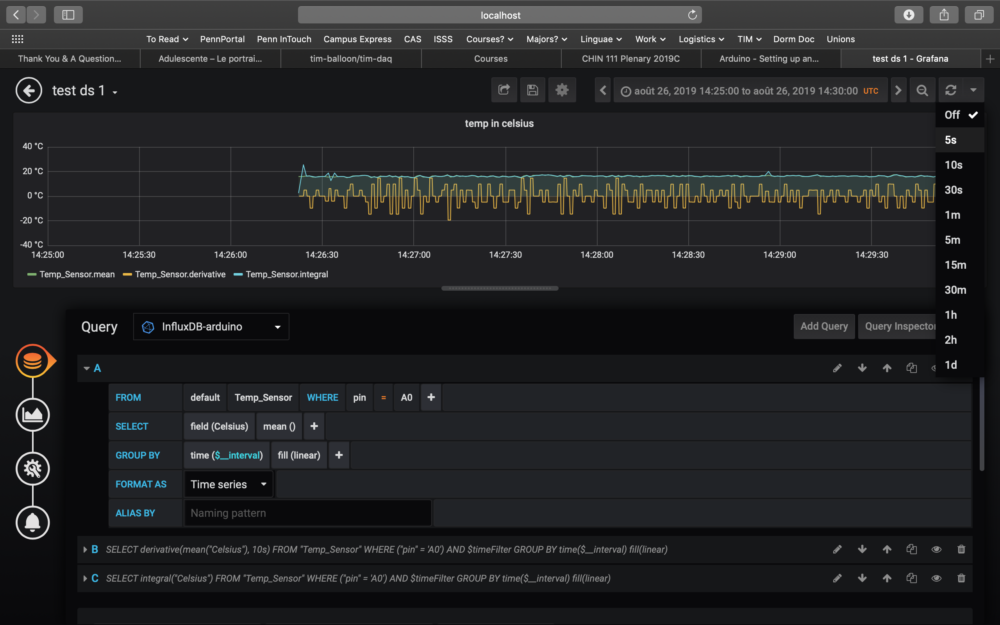 localhost
To Read PennPortal Penn InTouch Campus Express CAS ISSS Courses? Majors? Linguae Work Logistics TIM Dorm Doc Unions
Thank You & A Question... Adulescente – Le portrai... tim-balloon/tim-daq Courses CHIN 111 Plenary 2019C Arduino - Setting up an... test ds 1 - Grafana
test ds 1 août 26, 2019 14:25:00 to août 26, 2019 14:30:00 UTC
Off
5s
10s
30s
1m
5m
15m
30m
1h
2h
1d
temp in celsius
40 °C
20 °C
0 °C
-20 °C
-40 °C
14:25:00 14:25:30 14:26:00 14:26:30 14:27:00 14:27:30 14:28:00 14:28:30 14:29:00 14:29:30
Temp_Sensor.mean Temp_Sensor.derivative Temp_Sensor.integral
Query InfluxDB-arduino Add Query Query Inspector
A
FROM default Temp_Sensor WHERE pin = A0 +
SELECT field (Celsius) mean () +
GROUP BY time ($__interval) fill (linear) +
FORMAT AS Time series
ALIAS BY Naming pattern
B SELECT derivative(mean("Celsius"), 10s) FROM "Temp_Sensor" WHERE ("pin" = 'A0') AND $timeFilter GROUP BY time($__interval) fill(linear)
C SELECT integral("Celsius") FROM "Temp_Sensor" WHERE ("pin" = 'A0') AND $timeFilter GROUP BY time($__interval) fill(linear)